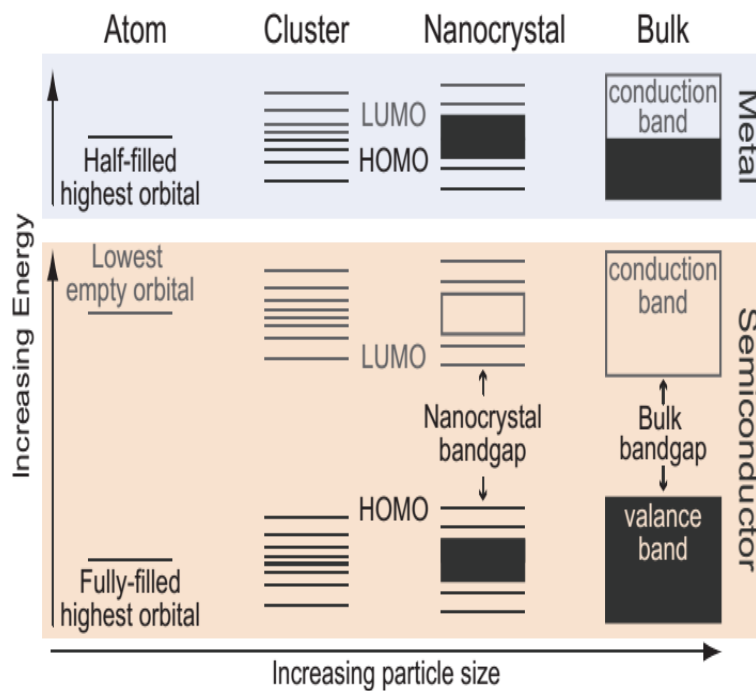 Atom
Cluster
Nanocrystal
Bulk
Increasing Energy
Metal
Half-filled
highest orbital
LUMO
HOMO
conduction
band
Semiconductor
Lowest
empty orbital
LUMO
conduction
band
Nanocrystal
bandgap
Bulk
bandgap
HOMO
valance
band
Fully-filled
highest orbital
Increasing particle size